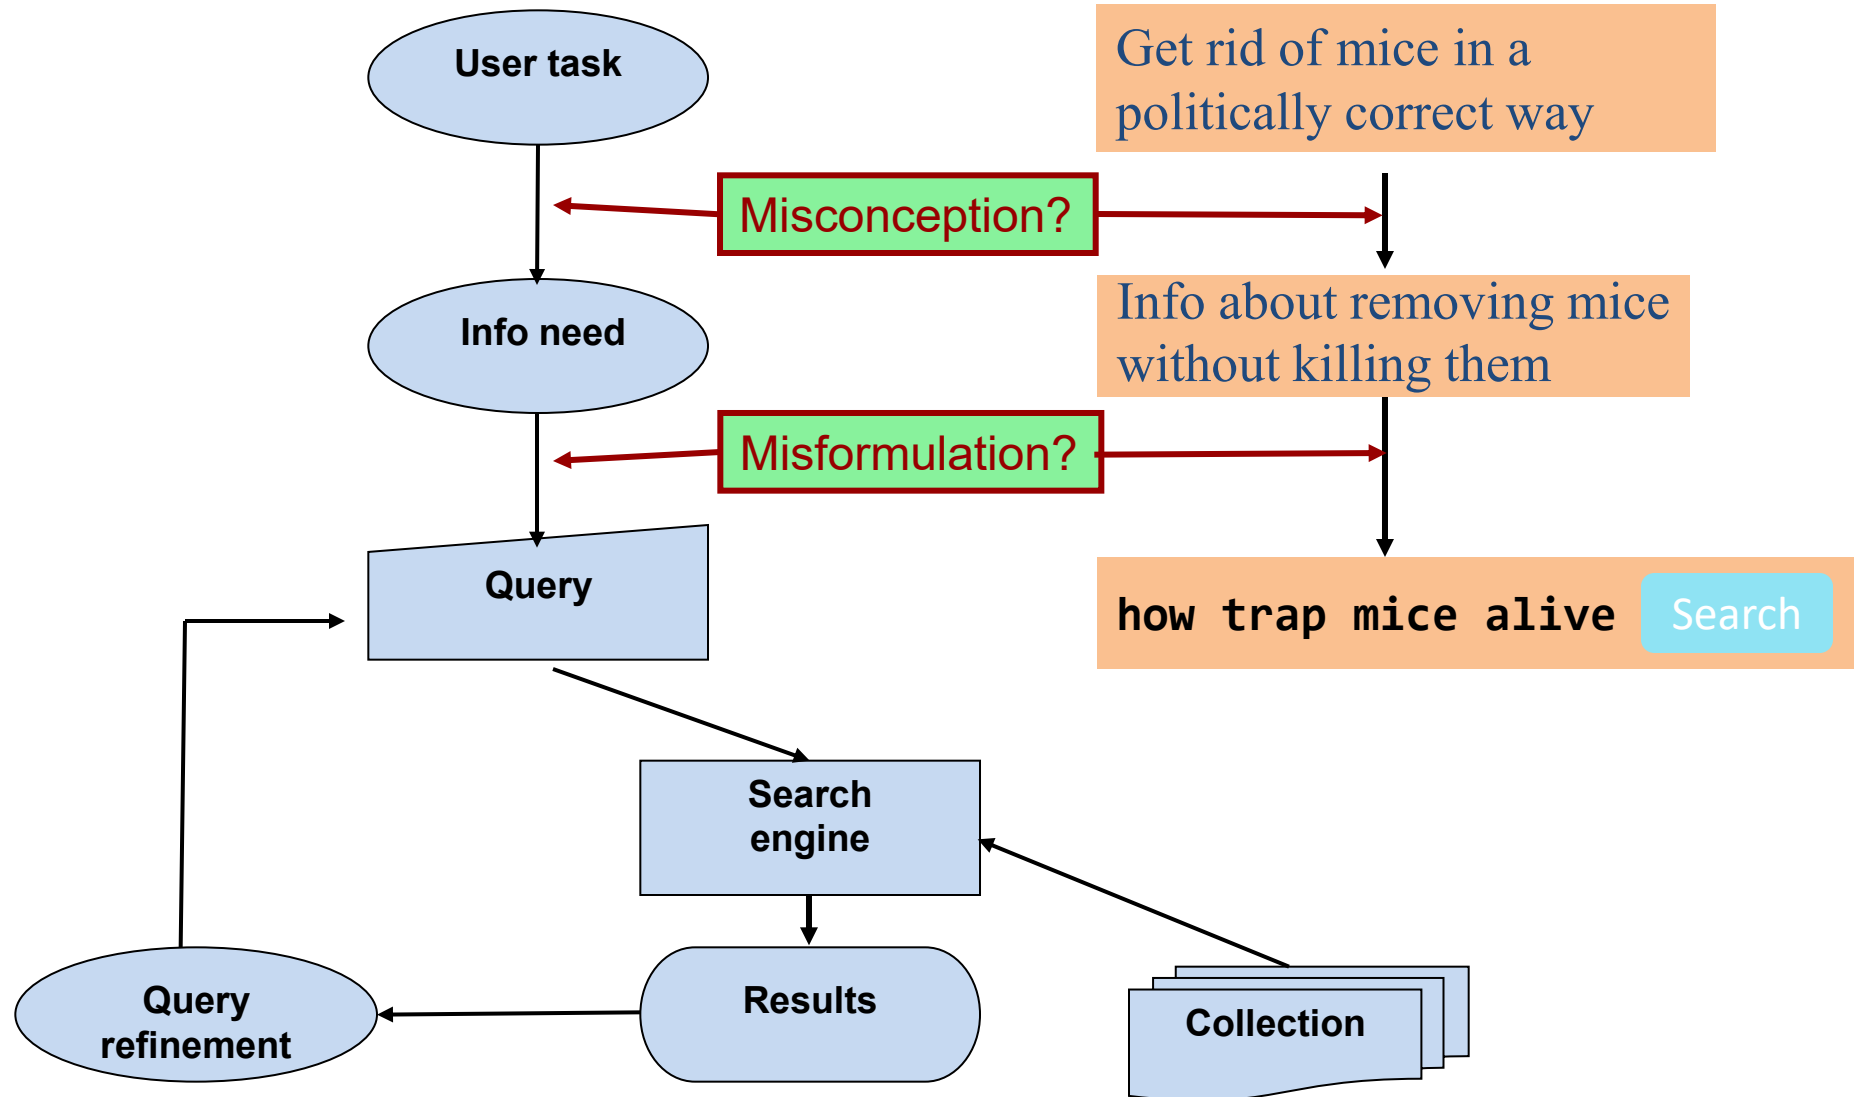 User task
Get rid of mice in a
politically correct way
Misconception?
Info need
Info about removing mice
without killing them
Misformulation?
Query
how trap mice alive
Search
Search
engine
Results
Query
refinement
Collection